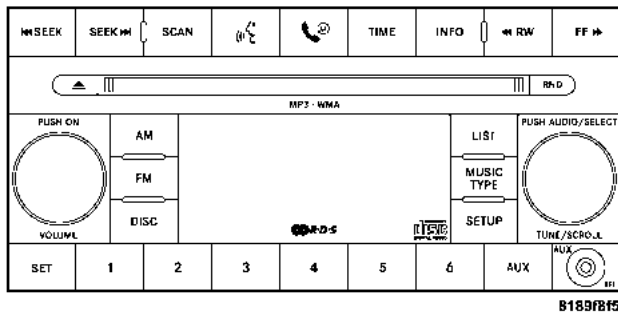 SEEK SEEK SCAN TIME INFO RW FF
RND
MP3 · WMA
PUSH ON PUSH AUDIO/SELECT
AM LIST
FM MUSIC TYPE
DISC SETUP
VOLUME R·D·S TUNE/SCROLL
SET 1 2 3 4 5 6 AUX AUX
8189f8f5